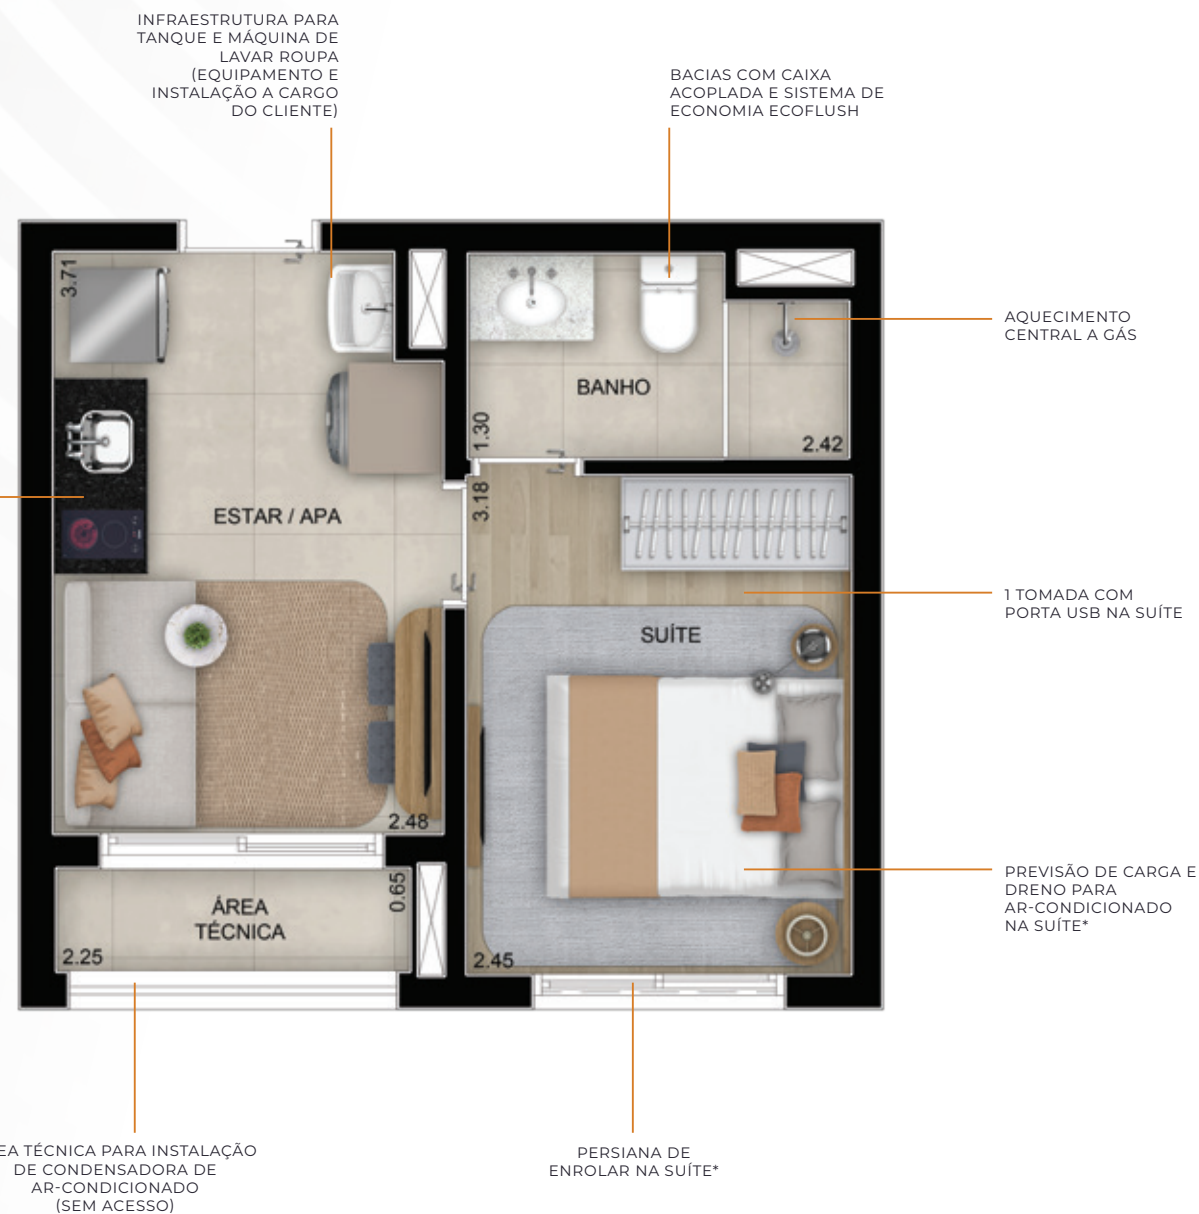 INFRAESTRUTURA PARA
TANQUE E MÁQUINA DE
LAVAR ROUPA
(EQUIPAMENTO E
INSTALAÇÃO A CARGO
DO CLIENTE)
BACIAS COM CAIXA
ACOPLADA E SISTEMA DE
ECONOMIA ECOFLUSH
3.71
AQUECIMENTO
CENTRAL A GÁS
BANHO
1.30
2.42
3.18
ESTAR / APA
1 TOMADA COM
PORTA USB NA SUÍTE
SUÍTE
2.48
0.65
ÁREA
TÉCNICA
2.25
2.45
PREVISÃO DE CARGA E
DRENO PARA
AR-CONDICIONADO
NA SUÍTE*
EA TÉCNICA PARA INSTALAÇÃO
DE CONDENSADORA DE
AR-CONDICIONADO
(SEM ACESSO)
PERSIANA DE
ENROLAR NA SUÍTE*